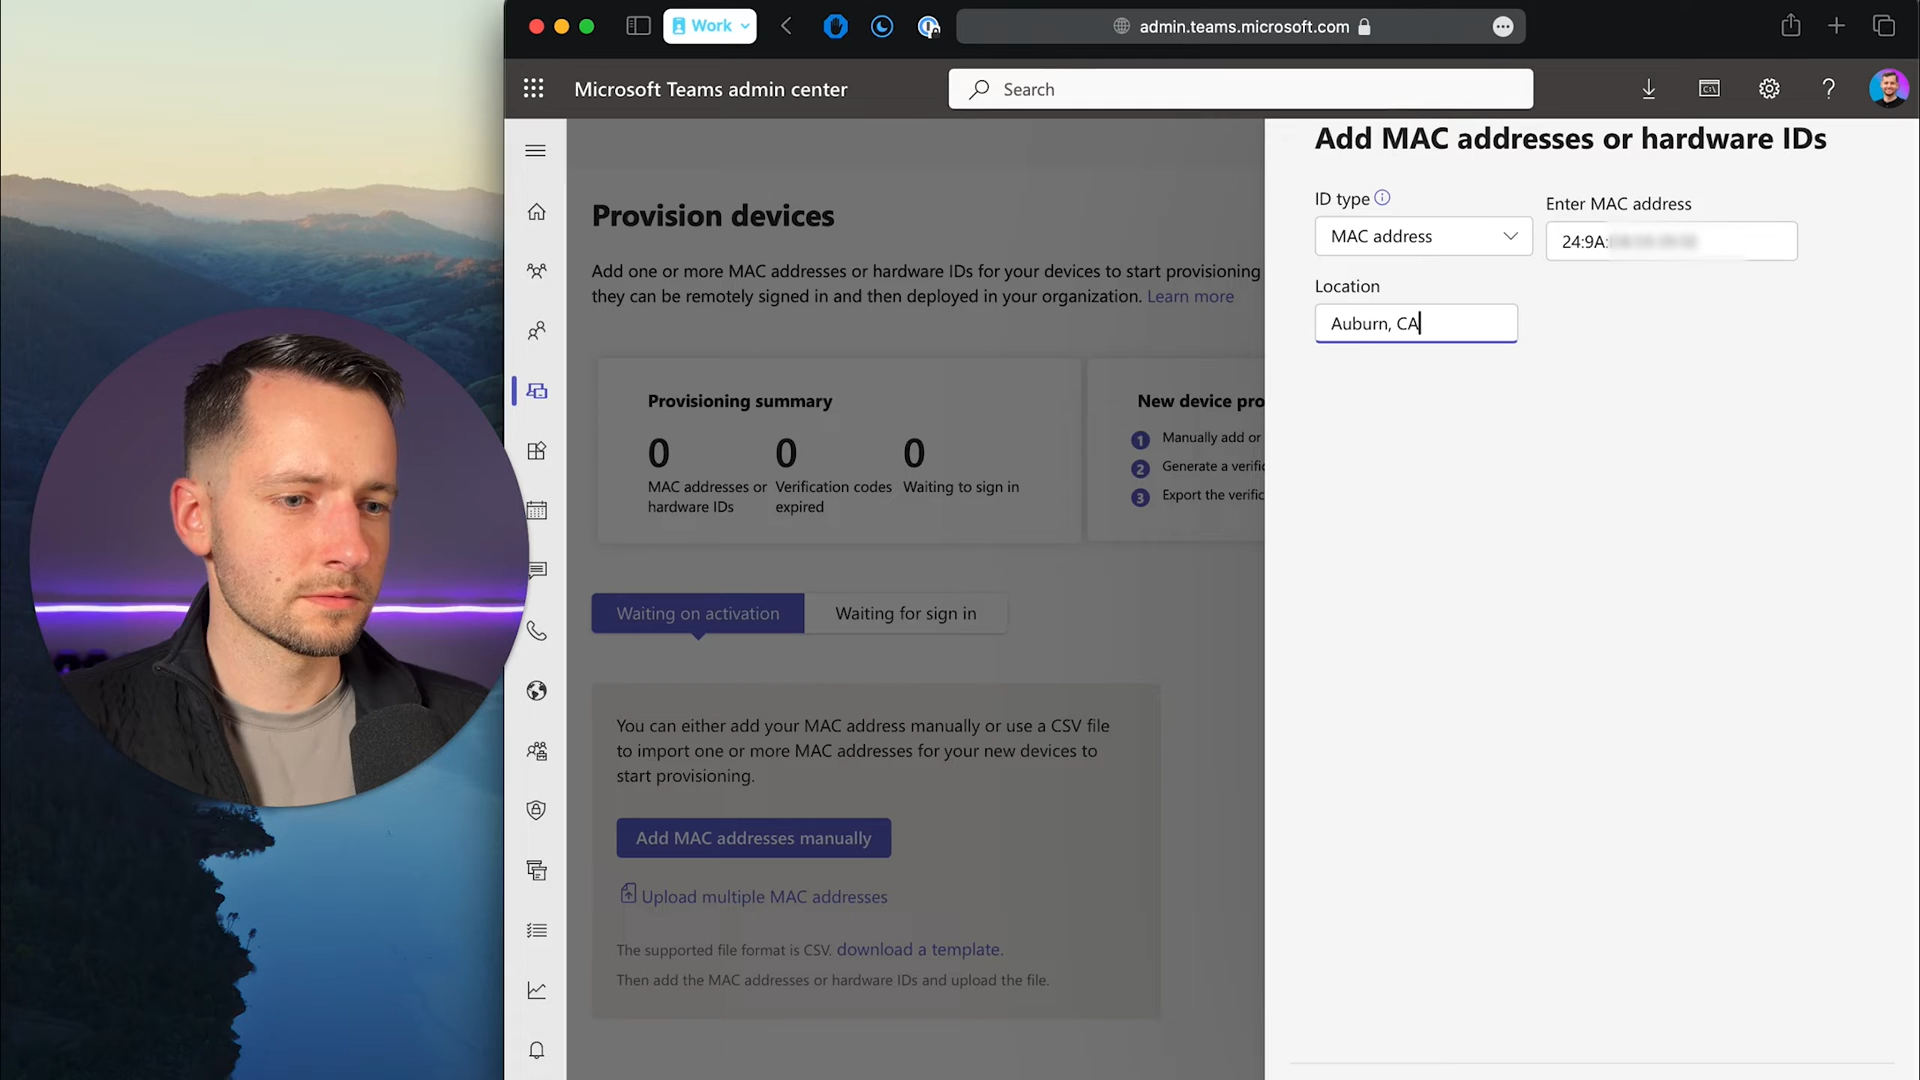 Work
admin.teams.microsoft.com
Microsoft Teams admin center
Search
Add MAC addresses or hardware IDs
ID type
Enter MAC address
MAC address
24:9A:
Location
Auburn, CA
Provision devices
Add one or more MAC addresses or hardware IDs for your devices to start provisioning
they can be remotely signed in and then deployed in your organization. Learn more
Provisioning summary
0
0
0
MAC addresses or
hardware IDs
Verification codes
expired
Waiting to sign in
New device pro
1 Manually add or
2 Generate a verific
3 Export the verific
Waiting on activation
Waiting for sign in
You can either add your MAC address manually or use a CSV file
to import one or more MAC addresses for your new devices to
start provisioning.
Add MAC addresses manually
Upload multiple MAC addresses
The supported file format is CSV. download a template.
Then add the MAC addresses or hardware IDs and upload the file.